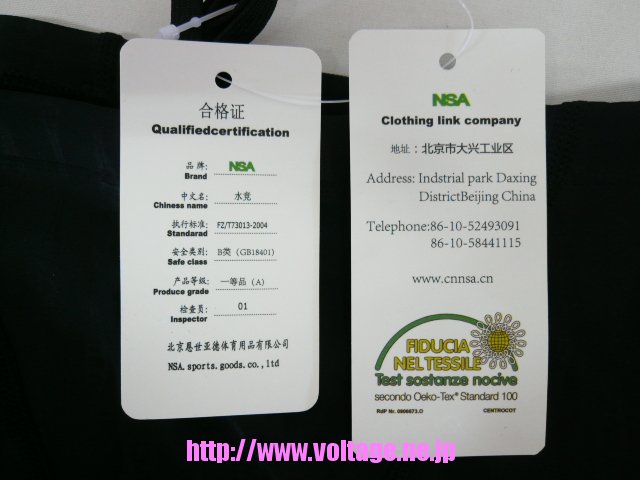 合格证
Qualifiedcertification
品牌: NSA
Brand
中文名: 水竞
Chiness name
执行标准: FZ/T73013-2004
Standarad
安全类别: B类 (GB18401)
Safe class
产品等级: 一等品 (A)
Produce grade
检查员: 01
Inspector
北京恩世亚德体育用品有限公司
NSA.sports.goods.co.,ltd
NSA
Clothing link company
地址: 北京市大兴工业区
Address: Indstrial park Daxing
DistrictBeijing China
Telephone:86-10-52493091
86-10-58441115
www.cnnsa.cn
FIDUCIA
NEL TESSILE
Test sostanze nocive
secondo Oeko-Tex® Standard 100
RdP Nr. 0906873.O CENTROCOT
http://www.voltage.ne.jp